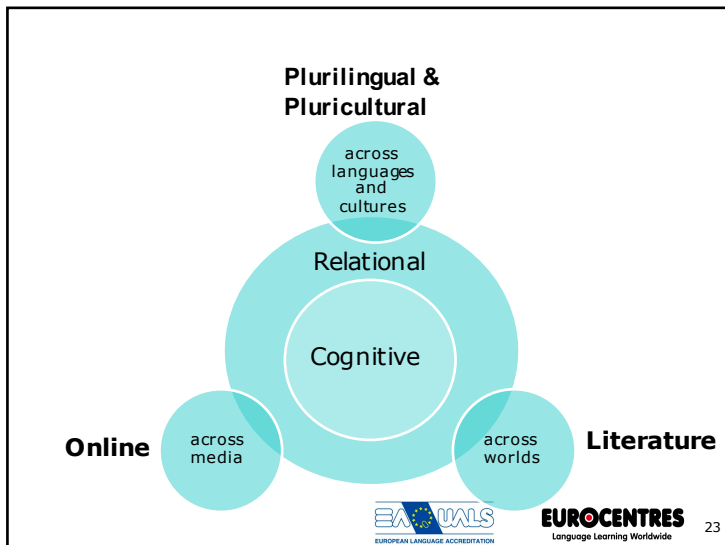 Plurilingual &
Pluricultural
across
languages
and
cultures
Relational
Cognitive
Online
across
media
across
worlds
Literature
EAQUALS
EUROPEAN LANGUAGE ACCREDITATION
EUROCENTRES
Language Learning Worldwide
23